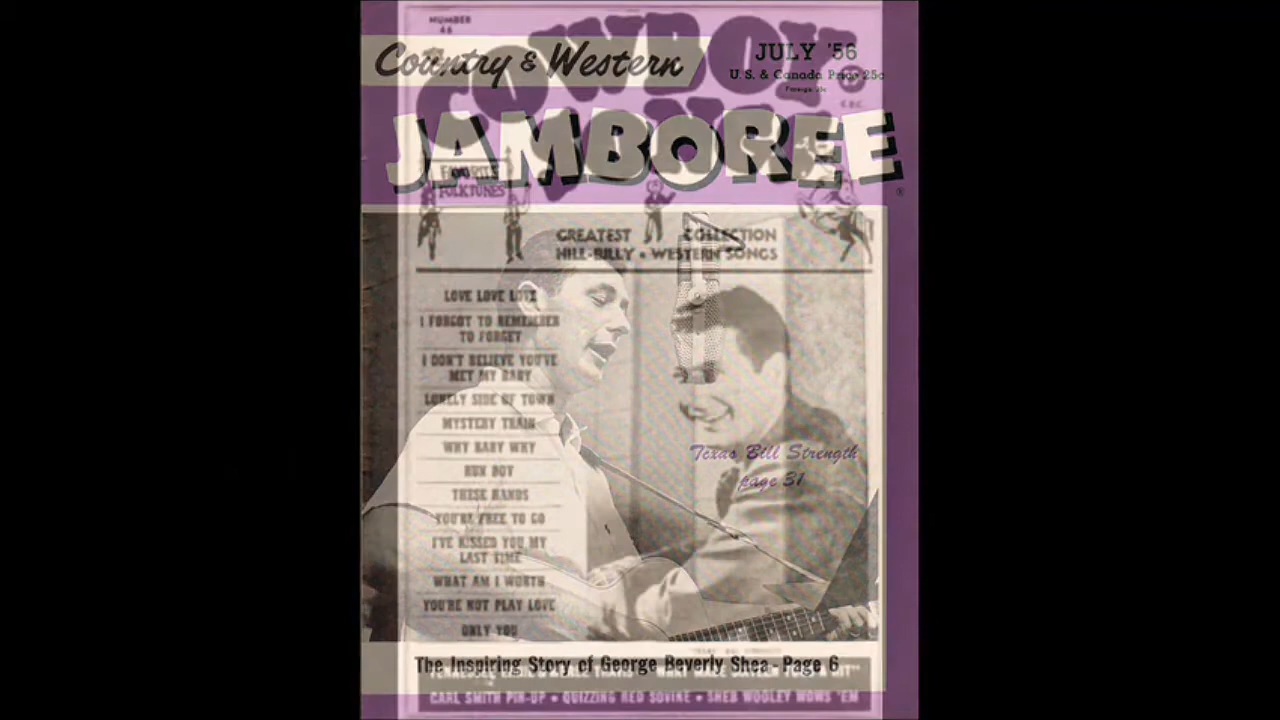 NUMBER
46
COWBOY
Country & Western
JULY '56
U. S. & Canada Price 25c
SONGS
JAMBOREE
FAVORITE
FOLKTUNES
GREATEST COLLECTION
HILL-BILLY • WESTERN SONGS
LOVE LOVE LOVE
I FORGOT TO REMEMBER
TO FORGET
I DON'T BELIEVE YOU'VE
MET MY BABY
LONELY SIDE OF TOWN
MYSTERY TRAIN
WHY BABY WHY
RUN BOY
THESE HANDS
YOU'RE FREE TO GO
I'VE KISSED YOU MY
LAST TIME
WHAT AM I WORTH
YOU'RE NOT PLAY LOVE
ONLY YOU
Texas Bill Strength
page 31
The Inspiring Story of George Beverly Shea - Page 6
CARL SMITH PIN-UP • QUIZZING RED SOVINE • SHEB WOOLEY WOWS 'EM